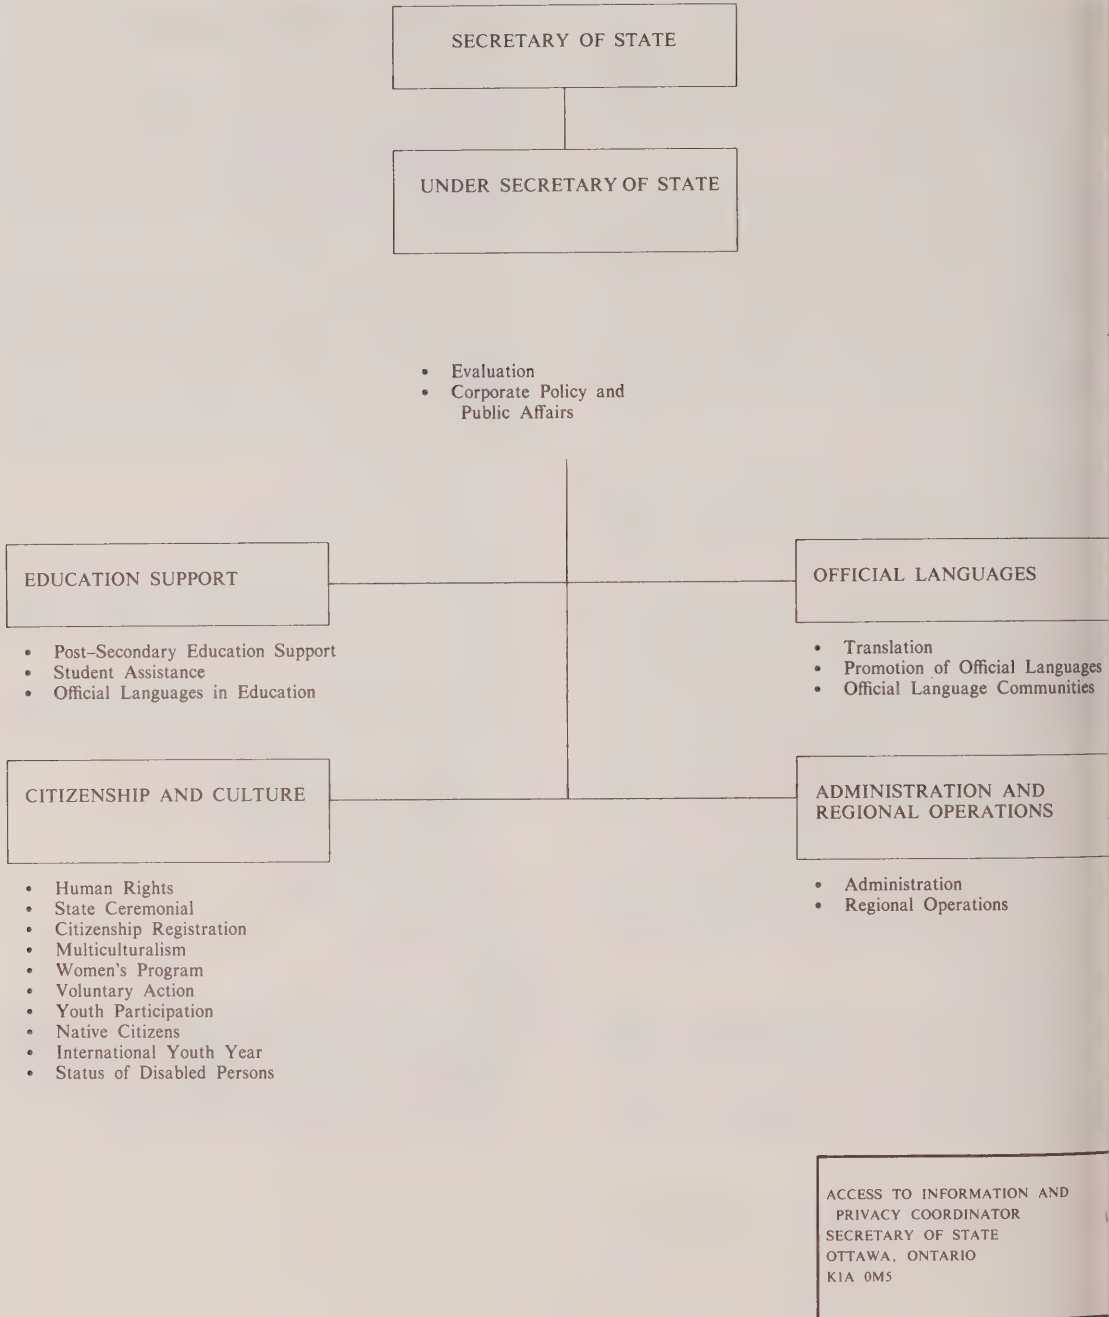 SECRETARY OF STATE
UNDER SECRETARY OF STATE
• Evaluation
• Corporate Policy and
Public Affairs
EDUCATION SUPPORT
• Post-Secondary Education Support
• Student Assistance
• Official Languages in Education
OFFICIAL LANGUAGES
• Translation
• Promotion of Official Languages
• Official Language Communities
CITIZENSHIP AND CULTURE
• Human Rights
• State Ceremonial
• Citizenship Registration
• Multiculturalism
• Women's Program
• Voluntary Action
• Youth Participation
• Native Citizens
• International Youth Year
• Status of Disabled Persons
ADMINISTRATION AND
REGIONAL OPERATIONS
• Administration
• Regional Operations
ACCESS TO INFORMATION AND
PRIVACY COORDINATOR
SECRETARY OF STATE
OTTAWA, ONTARIO
K1A 0M5